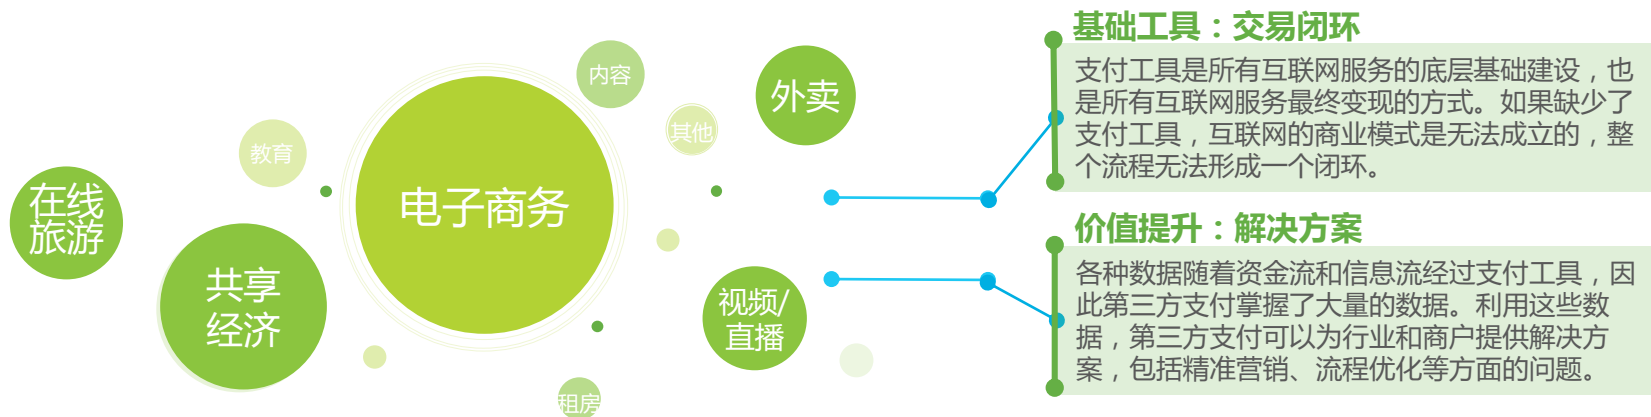 内容
外卖
其他
教育
在线
旅游
电子商务
共享
经济
视频/
直播
租房
基础工具：交易闭环
支付工具是所有互联网服务的底层基础建设，也
是所有互联网服务最终变现的方式。如果缺少了
支付工具，互联网的商业模式是无法成立的，整
个流程无法形成一个闭环。
价值提升：解决方案
各种数据随着资金流和信息流经过支付工具，因
此第三方支付掌握了大量的数据。利用这些数
据，第三方支付可以为行业和商户提供解决方
案，包括精准营销、流程优化等方面的问题。